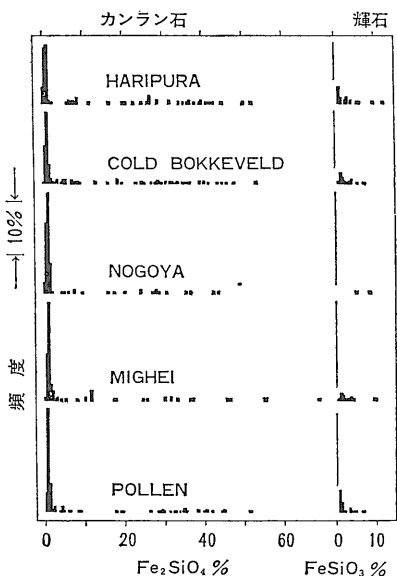 カンラン石 輝石
HARIPURA
COLD BOKKEVELD
NOGOYA
MIGHEI
POLLEN
頻度
→|10%|←
0 20 40 60 0 10
Fe₂SiO₄ % FeSiO₃ %